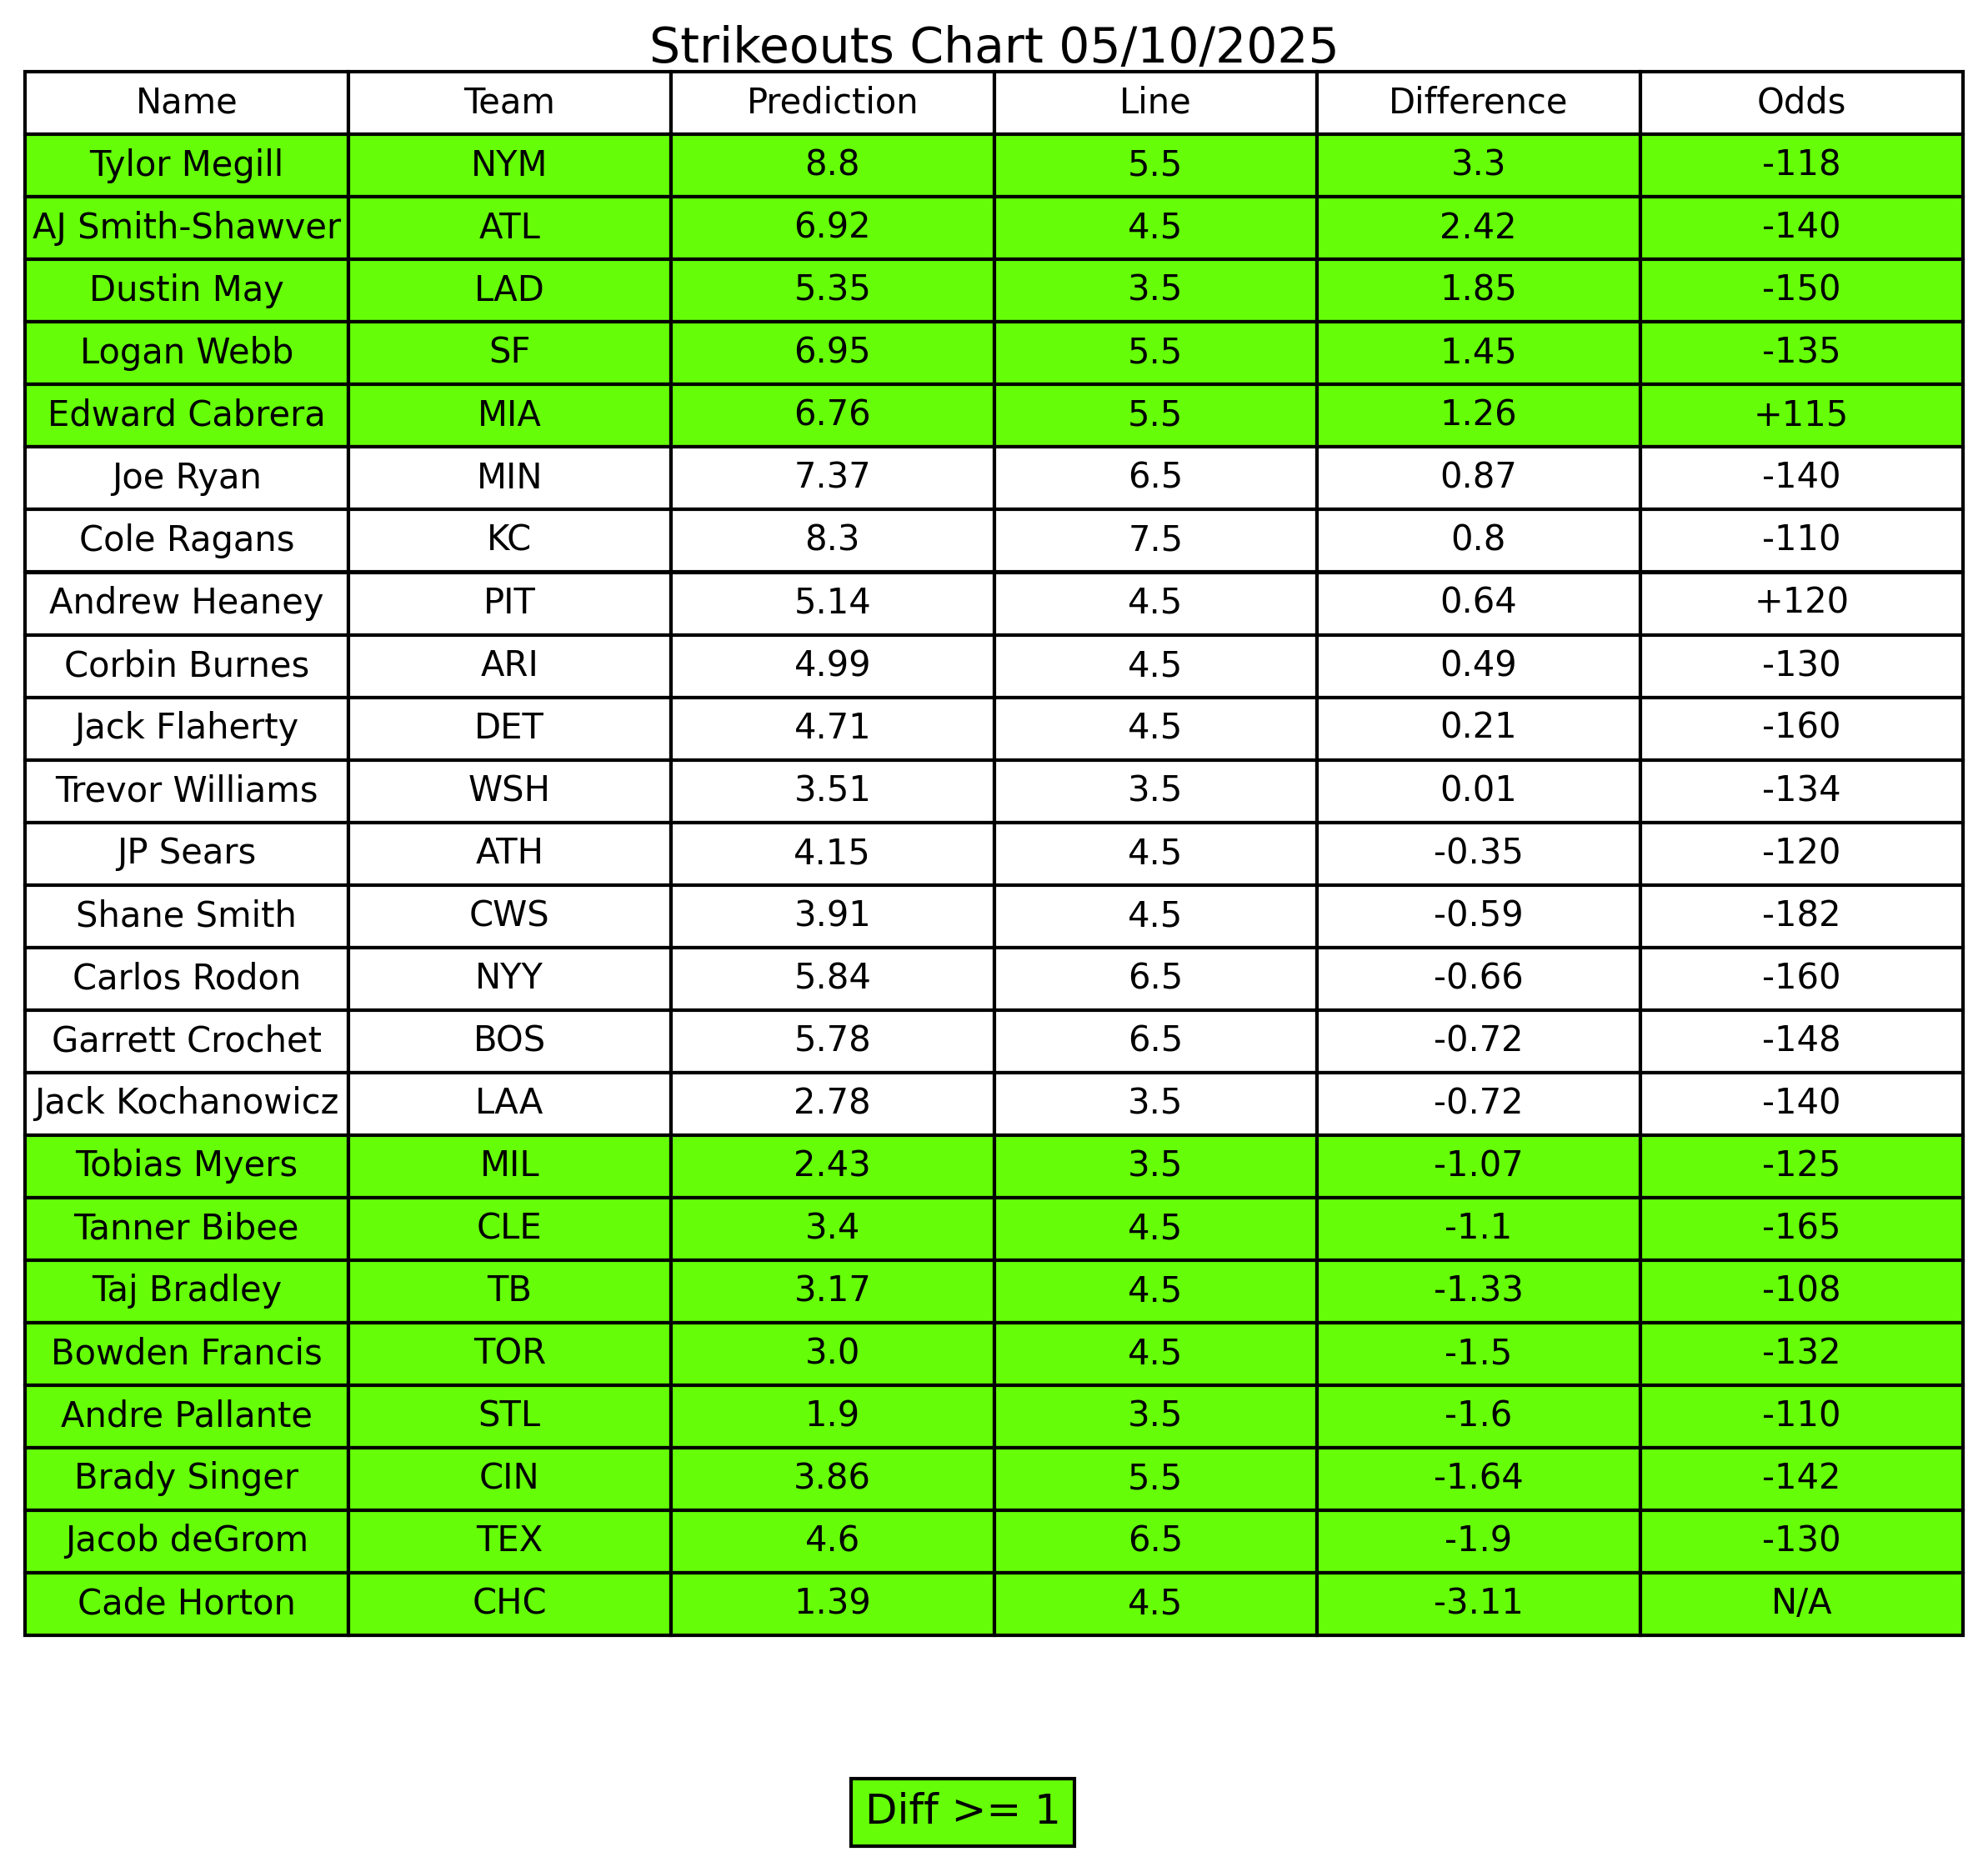 Strikeouts Chart 05/10/2025
Name Team Prediction Line Difference Odds
Tylor Megill NYM 8.8 5.5 3.3 -118
AJ Smith-Shawver ATL 6.92 4.5 2.42 -140
Dustin May LAD 5.35 3.5 1.85 -150
Logan Webb SF 6.95 5.5 1.45 -135
Edward Cabrera MIA 6.76 5.5 1.26 +115
Joe Ryan MIN 7.37 6.5 0.87 -140
Cole Ragans KC 8.3 7.5 0.8 -110
Andrew Heaney PIT 5.14 4.5 0.64 +120
Corbin Burnes ARI 4.99 4.5 0.49 -130
Jack Flaherty DET 4.71 4.5 0.21 -160
Trevor Williams WSH 3.51 3.5 0.01 -134
JP Sears ATH 4.15 4.5 -0.35 -120
Shane Smith CWS 3.91 4.5 -0.59 -182
Carlos Rodon NYY 5.84 6.5 -0.66 -160
Garrett Crochet BOS 5.78 6.5 -0.72 -148
Jack Kochanowicz LAA 2.78 3.5 -0.72 -140
Tobias Myers MIL 2.43 3.5 -1.07 -125
Tanner Bibee CLE 3.4 4.5 -1.1 -165
Taj Bradley TB 3.17 4.5 -1.33 -108
Bowden Francis TOR 3.0 4.5 -1.5 -132
Andre Pallante STL 1.9 3.5 -1.6 -110
Brady Singer CIN 3.86 5.5 -1.64 -142
Jacob deGrom TEX 4.6 6.5 -1.9 -130
Cade Horton CHC 1.39 4.5 -3.11 N/A
Diff >= 1